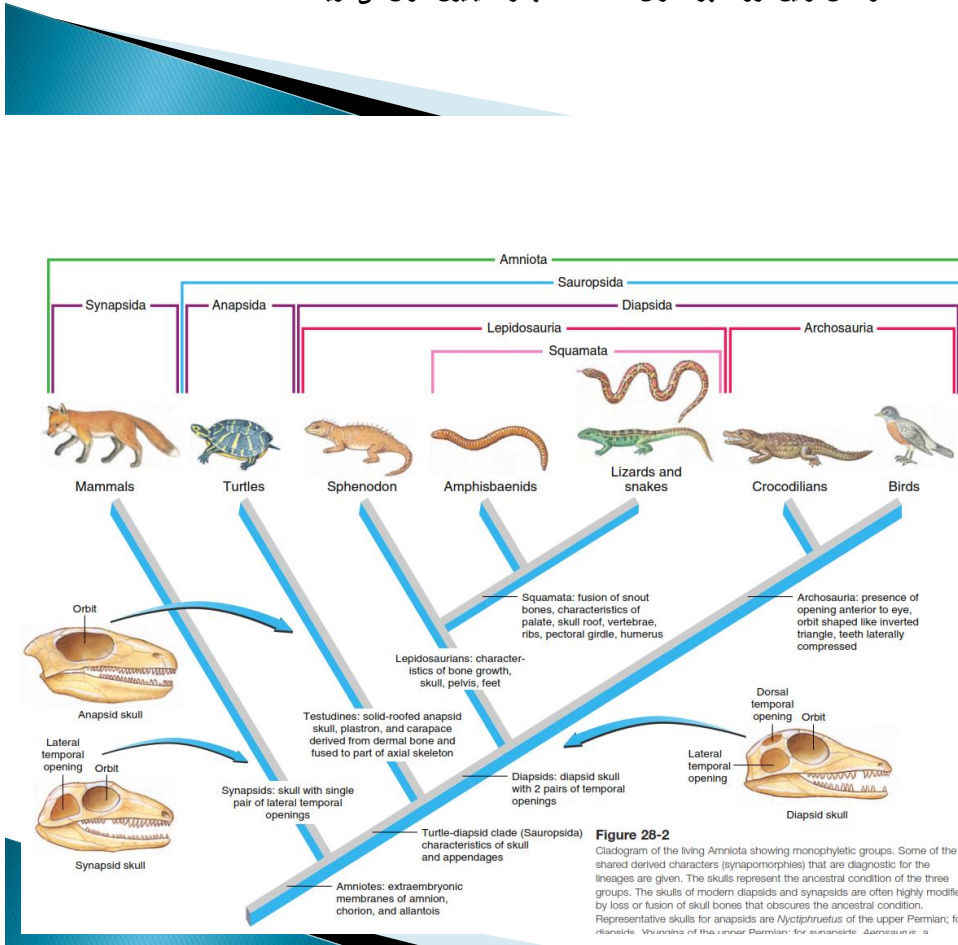 Amniota
Sauropsida
Synapsida
Anapsida
Diapsida
Lepidosauria
Archosauria
Squamata
Mammals
Turtles
Sphenodon
Amphisbaenids
Lizards and
snakes
Crocodilians
Birds
Squamata: fusion of snout
bones, characteristics of
palate, skull roof, vertebrae,
ribs, pectoral girdle, humerus
Archosauria: presence of
opening anterior to eye,
orbit shaped like inverted
triangle, teeth laterally
compressed
Orbit
Anapsid skull
Lepidosaurians: character-
istics of bone growth,
skull, pelvis, feet
Testudines: solid-roofed anapsid
skull, plastron, and carapace
derived from dermal bone and
fused to part of axial skeleton
Dorsal
temporal
opening
Orbit
Lateral
temporal
opening
Diapsid skull
Lateral
temporal
opening
Orbit
Synapsid skull
Synapsids: skull with single
pair of lateral temporal
openings
Diapsids: diapsid skull
with 2 pairs of temporal
openings
Turtle-diapsid clade (Sauropsida)
characteristics of skull
and appendages
Amniotes: extraembryonic
membranes of amnion,
chorion, and allantois
Figure 28-2
Cladogram of the living Amniota showing monophyletic groups. Some of the
shared derived characters (synapomorphies) that are diagnostic for the
lineages are given. The skulls represent the ancestral condition of the three
groups. The skulls of modern diapsids and synapsids are often highly modifie
by loss or fusion of skull bones that obscures the ancestral condition.
Representative skulls for anapsids are Nyctiphruetus of the upper Permian; fo
diapsids, Youngina of the upper Permian; for synapsids, Aerosaurus, a